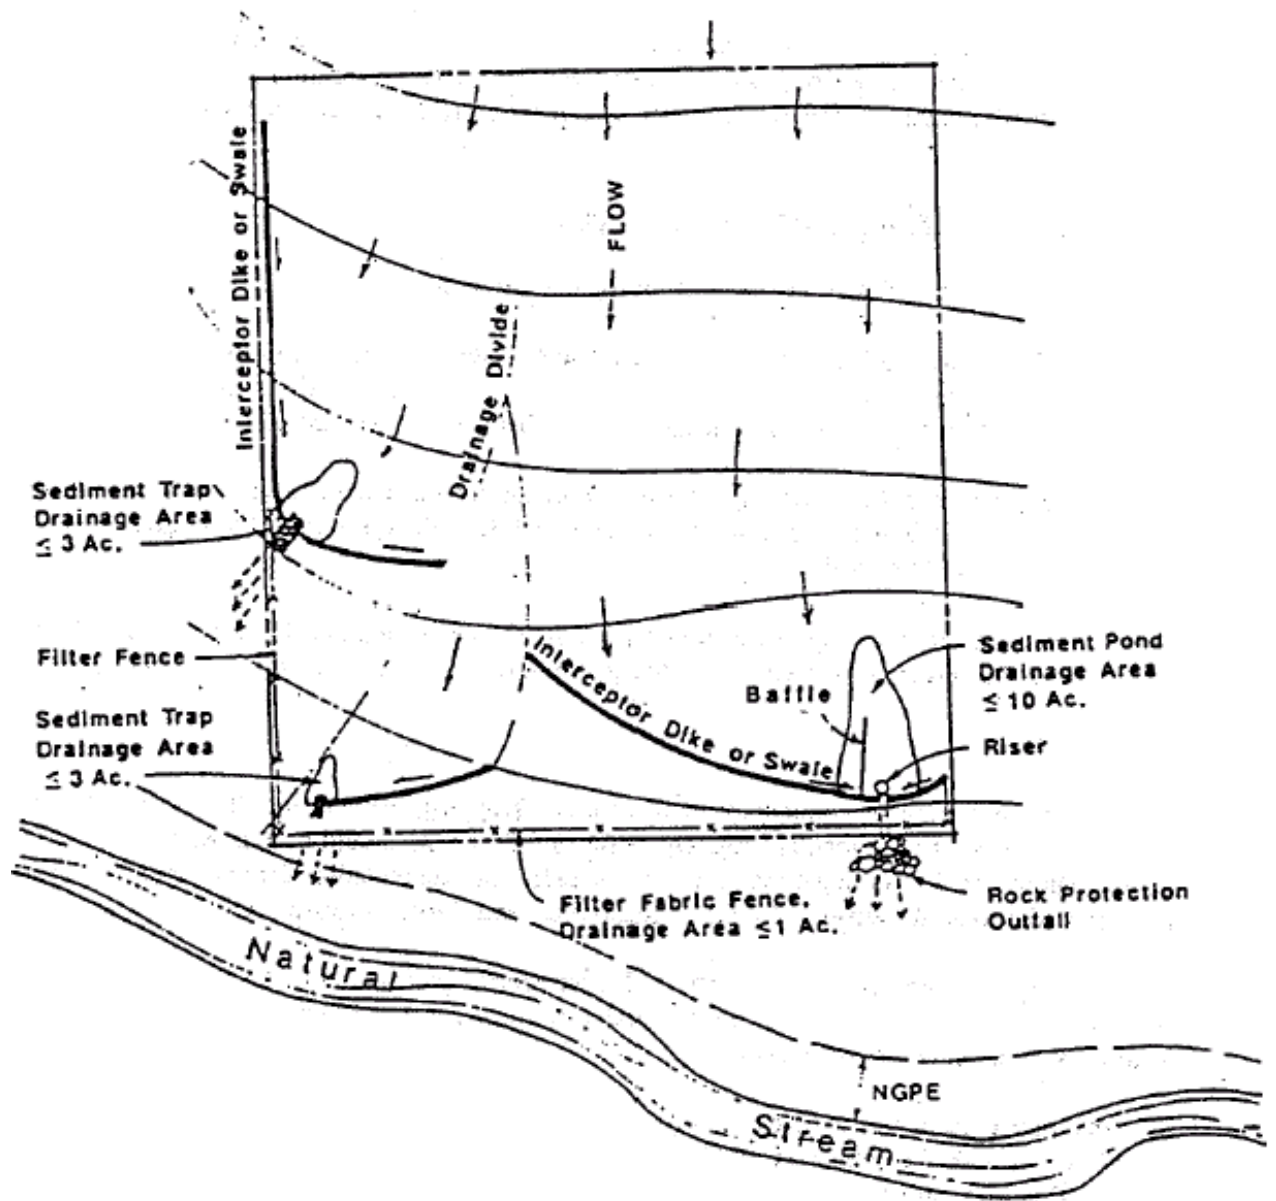 Interceptor Dike or Swale
FLOW
Drainage Divide
Sediment Trap
Drainage Area
≤ 3 Ac.
Filter Fence
Sediment Trap
Drainage Area
≤ 3 Ac.
Interceptor Dike or Swale
Baffle
Sediment Pond
Drainage Area
≤ 10 Ac.
Riser
Filter Fabric Fence.
Drainage Area ≤1 Ac.
Rock Protection
Outfall
Natural
NGPE
Stream